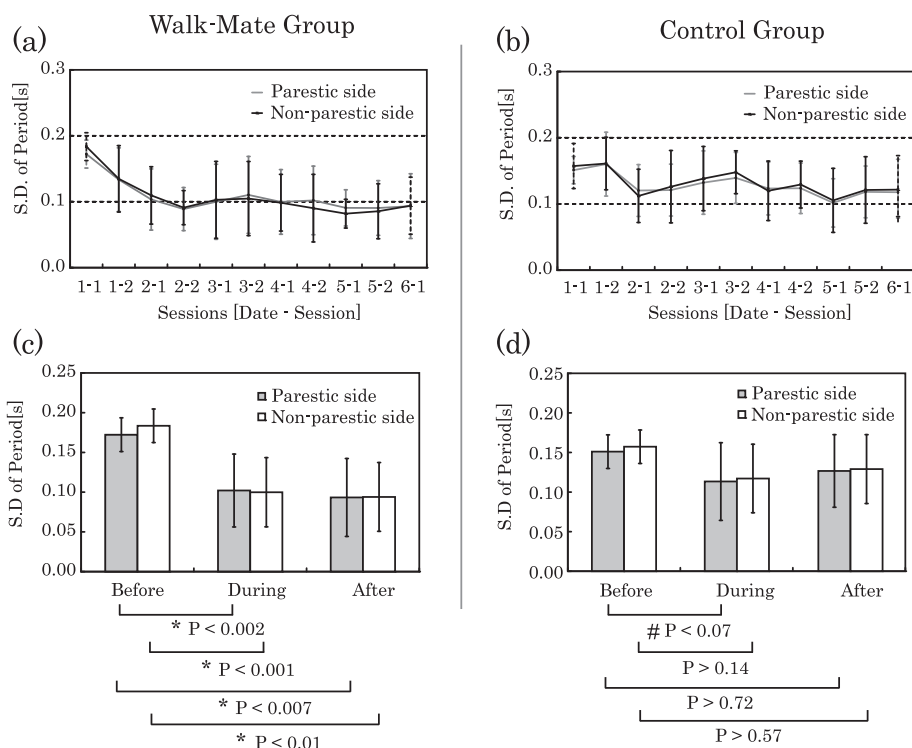 Walk-Mate Group
Control Group
(a)
S.D. of Period[s]
0.3
0.2
0.1
0.0
Parestic side
Non-parestic side
1-1 1-2 2-1 2-2 3-1 3-2 4-1 4-2 5-1 5-2 6-1
Sessions [Date - Session]
(b)
S.D. of Period[s]
0.3
0.2
0.1
0.0
Parestic side
Non-parestic side
1-1 1-2 2-1 2-2 3-1 3-2 4-1 4-2 5-1 5-2 6-1
Sessions [Date - Session]
(c)
S.D of Period[s]
0.25
0.20
0.15
0.10
0.05
0.00
Parestic side
Non-parestic side
Before During After
* P < 0.002
* P < 0.001
* P < 0.007
* P < 0.01
(d)
S.D of Period[s]
0.25
0.20
0.15
0.10
0.05
0.00
Parestic side
Non-parestic side
Before During After
# P < 0.07
P > 0.14
P > 0.72
P > 0.57